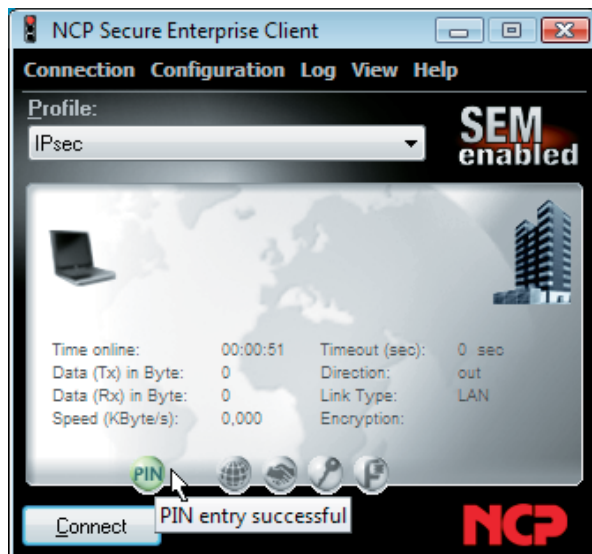 NCP Secure Enterprise Client
Connection Configuration Log View Help
Profile:
IPsec
SEM
enabled
Time online: 00:00:51 Timeout (sec): 0 sec
Data (Tx) in Byte: 0 Direction: out
Data (Rx) in Byte: 0 Link Type: LAN
Speed (KByte/s): 0,000 Encryption:
PIN
PIN entry successful
Connect
NCP